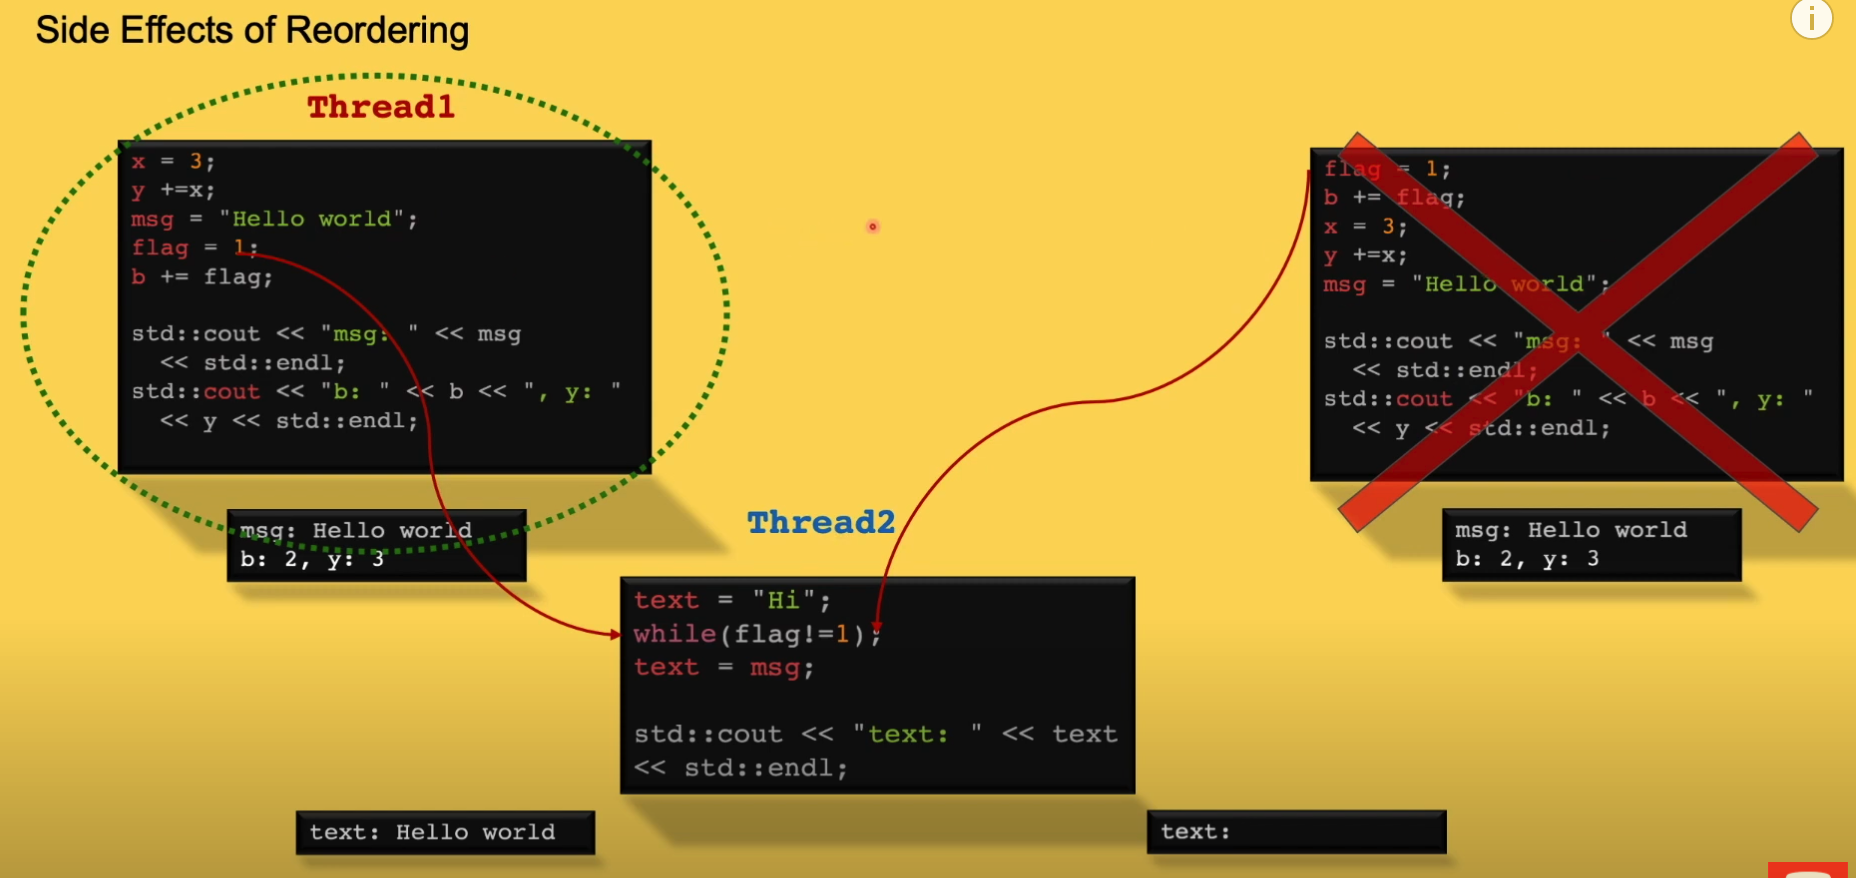 Side Effects of Reordering
i
Thread1
x = 3;
y +=x;
msg = "Hello world";
flag = 1;
b += flag;
std::cout << "msg: " << msg
<< std::endl;
std::cout << "b: " << b << ", y: "
<< y << std::endl;
msg: Hello world
b: 2, y: 3
flag = 1;
b += flag;
x = 3;
y +=x;
msg = "Hello world";
std::cout << "msg: " << msg
<< std::endl;
std::cout << "b: " << b << ", y: "
<< y << std::endl;
msg: Hello world
b: 2, y: 3
Thread2
text = "Hi";
while(flag!=1);
text = msg;
std::cout << "text: " << text
<< std::endl;
text: Hello world
text: